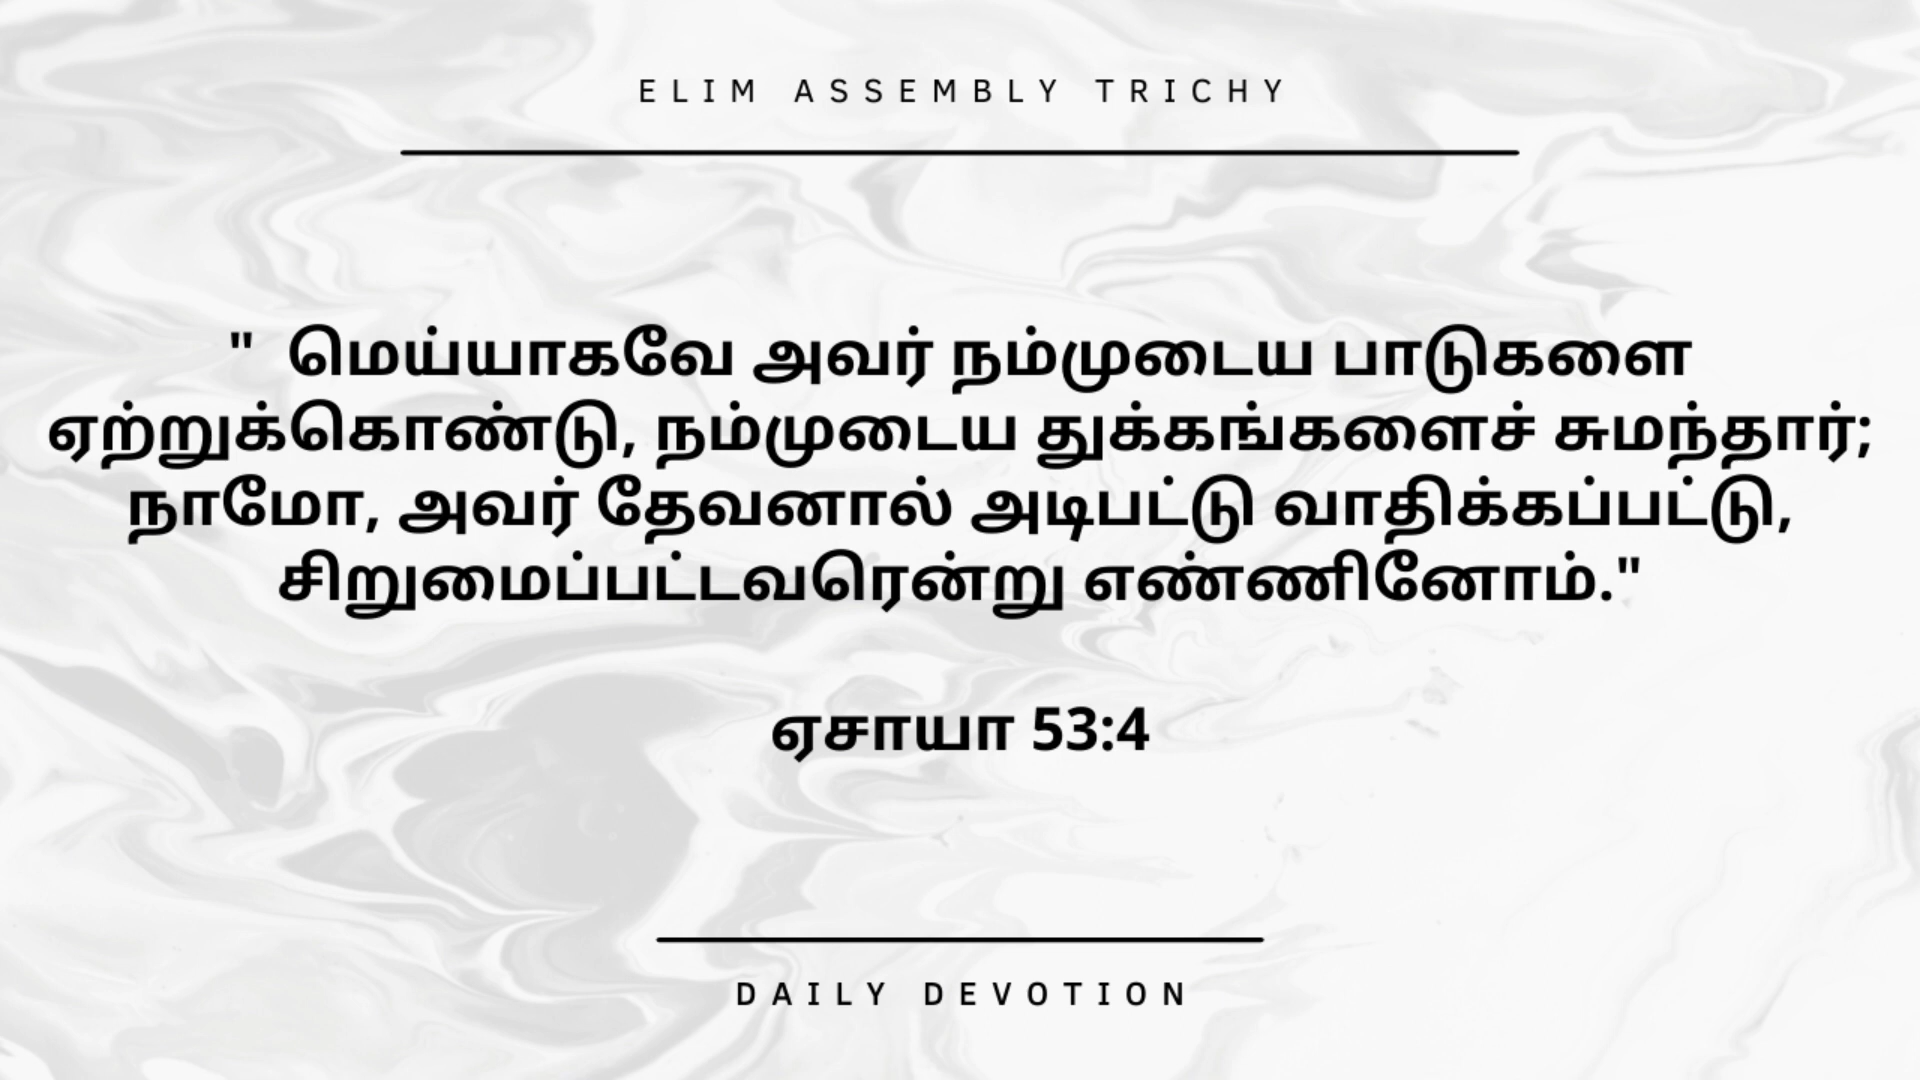 ELIM ASSEMBLY TRICHY
" மெய்யாகவே அவர் நம்முடைய பாடுகளை
ஏற்றுக்கொண்டு, நம்முடைய துக்கங்களைச் சுமந்தார்;
நாமோ, அவர் தேவனால் அடிபட்டு வாதிக்கப்பட்டு,
சிறுமைப்பட்டவரென்று எண்ணினோம்."
ஏசாயா 53:4
DAILY DEVOTION